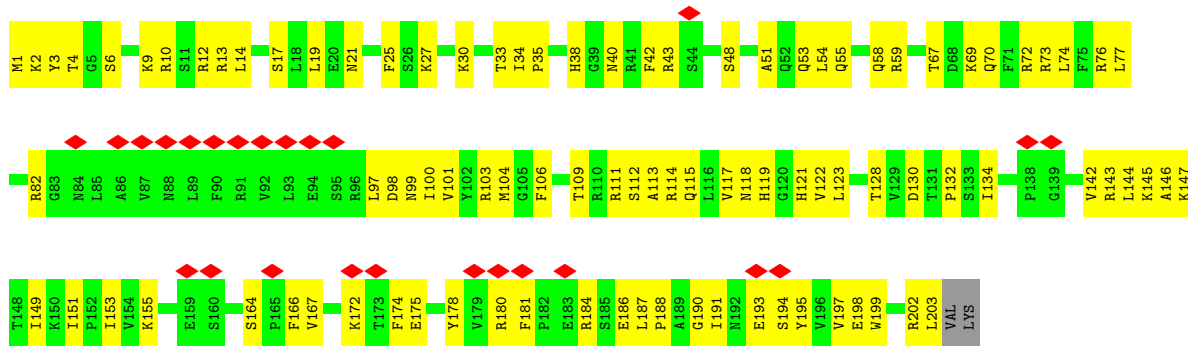 M1 K2 Y3 T4 G5 S6 K9 R10 S11 R12 R13 L14 S17 L18 L19 E20 N21 F25 S26 K27 K30 T33 I34 P35 H38 G39 N40 R41 F42 R43 S44 S48 A51 Q52 Q53 L54 Q55 Q58 R59 T67 D68 K69 Q70 F71 R72 R73 L74 F75 R76 L77
R82 G83 N84 L85 A86 V87 N88 L89 F90 R91 V92 L93 E94 S95 R96 L97 D98 N99 I100 V101 Y102 R103 M104 G105 F106 T109 R110 R111 S112 A113 R114 Q115 L116 V117 N118 H119 G120 H121 V122 L123 T128 V129 D130 T131 P132 S133 I134 P138 G139 V142 R143 L144 K145 A146 K147
T148 I149 K150 I151 P152 I153 V154 K155 E159 S160 S164 P165 F166 V167 K172 T173 F174 E175 Y178 V179 R180 F181 P182 E183 R184 S185 E186 L187 P188 A189 G190 I191 N192 E193 S194 Y195 V196 V197 E198 W199 R202 L203 VAL LYS